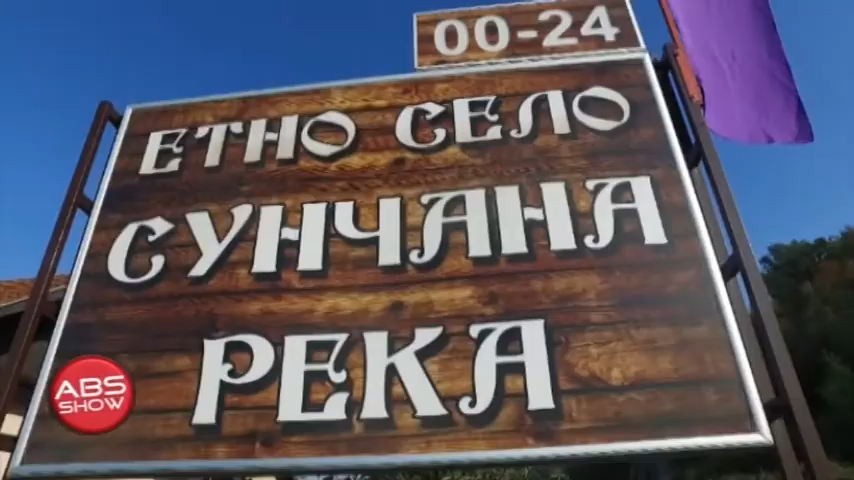 00-24
ЕТНО СЕЛО
СУНЧАНА
РЕКА
ABS
SHOW